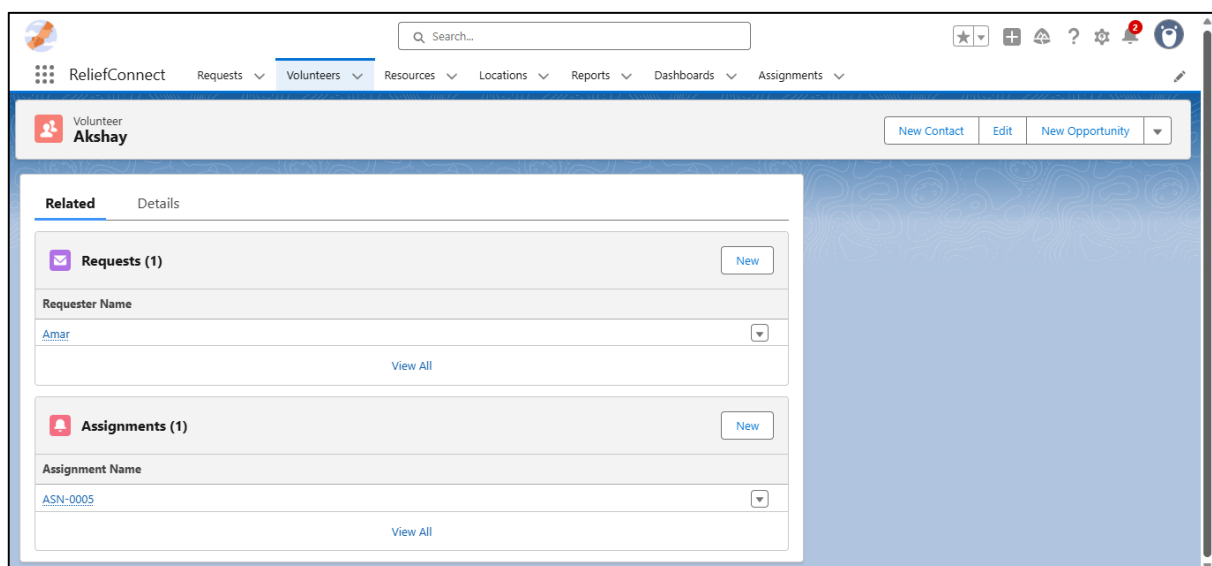 Search...
2
ReliefConnect Requests Volunteers Resources Locations Reports Dashboards Assignments
Volunteer
Akshay
New Contact Edit New Opportunity
Related Details
Requests (1) New
Requester Name
Amar
View All
Assignments (1) New
Assignment Name
ASN-0005
View All